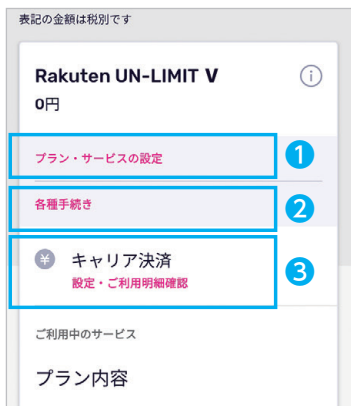 表記の金額は税別です
Rakuten UN-LIMIT V
0円
プラン・サービスの設定
1
各種手続き
2
¥ キャリア決済
設定・ご利用明細確認
3
ご利用中のサービス
プラン内容